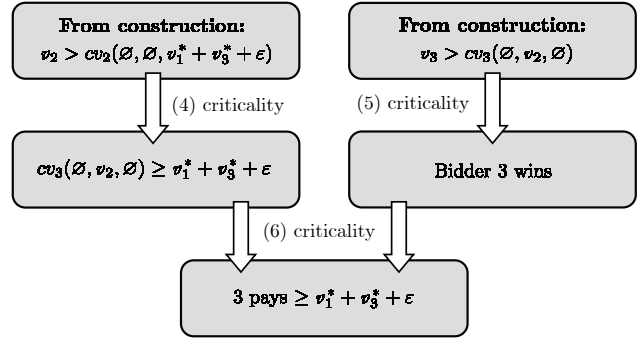 From construction:
v₂ > cv₂(∅, ∅, v₁* + v₃* + ε)
From construction:
v₃ > cv₃(∅, v₂, ∅)
(4) criticality
(5) criticality
cv₃(∅, v₂, ∅) ≥ v₁* + v₃* + ε
Bidder 3 wins
(6) criticality
3 pays ≥ v₁* + v₃* + ε